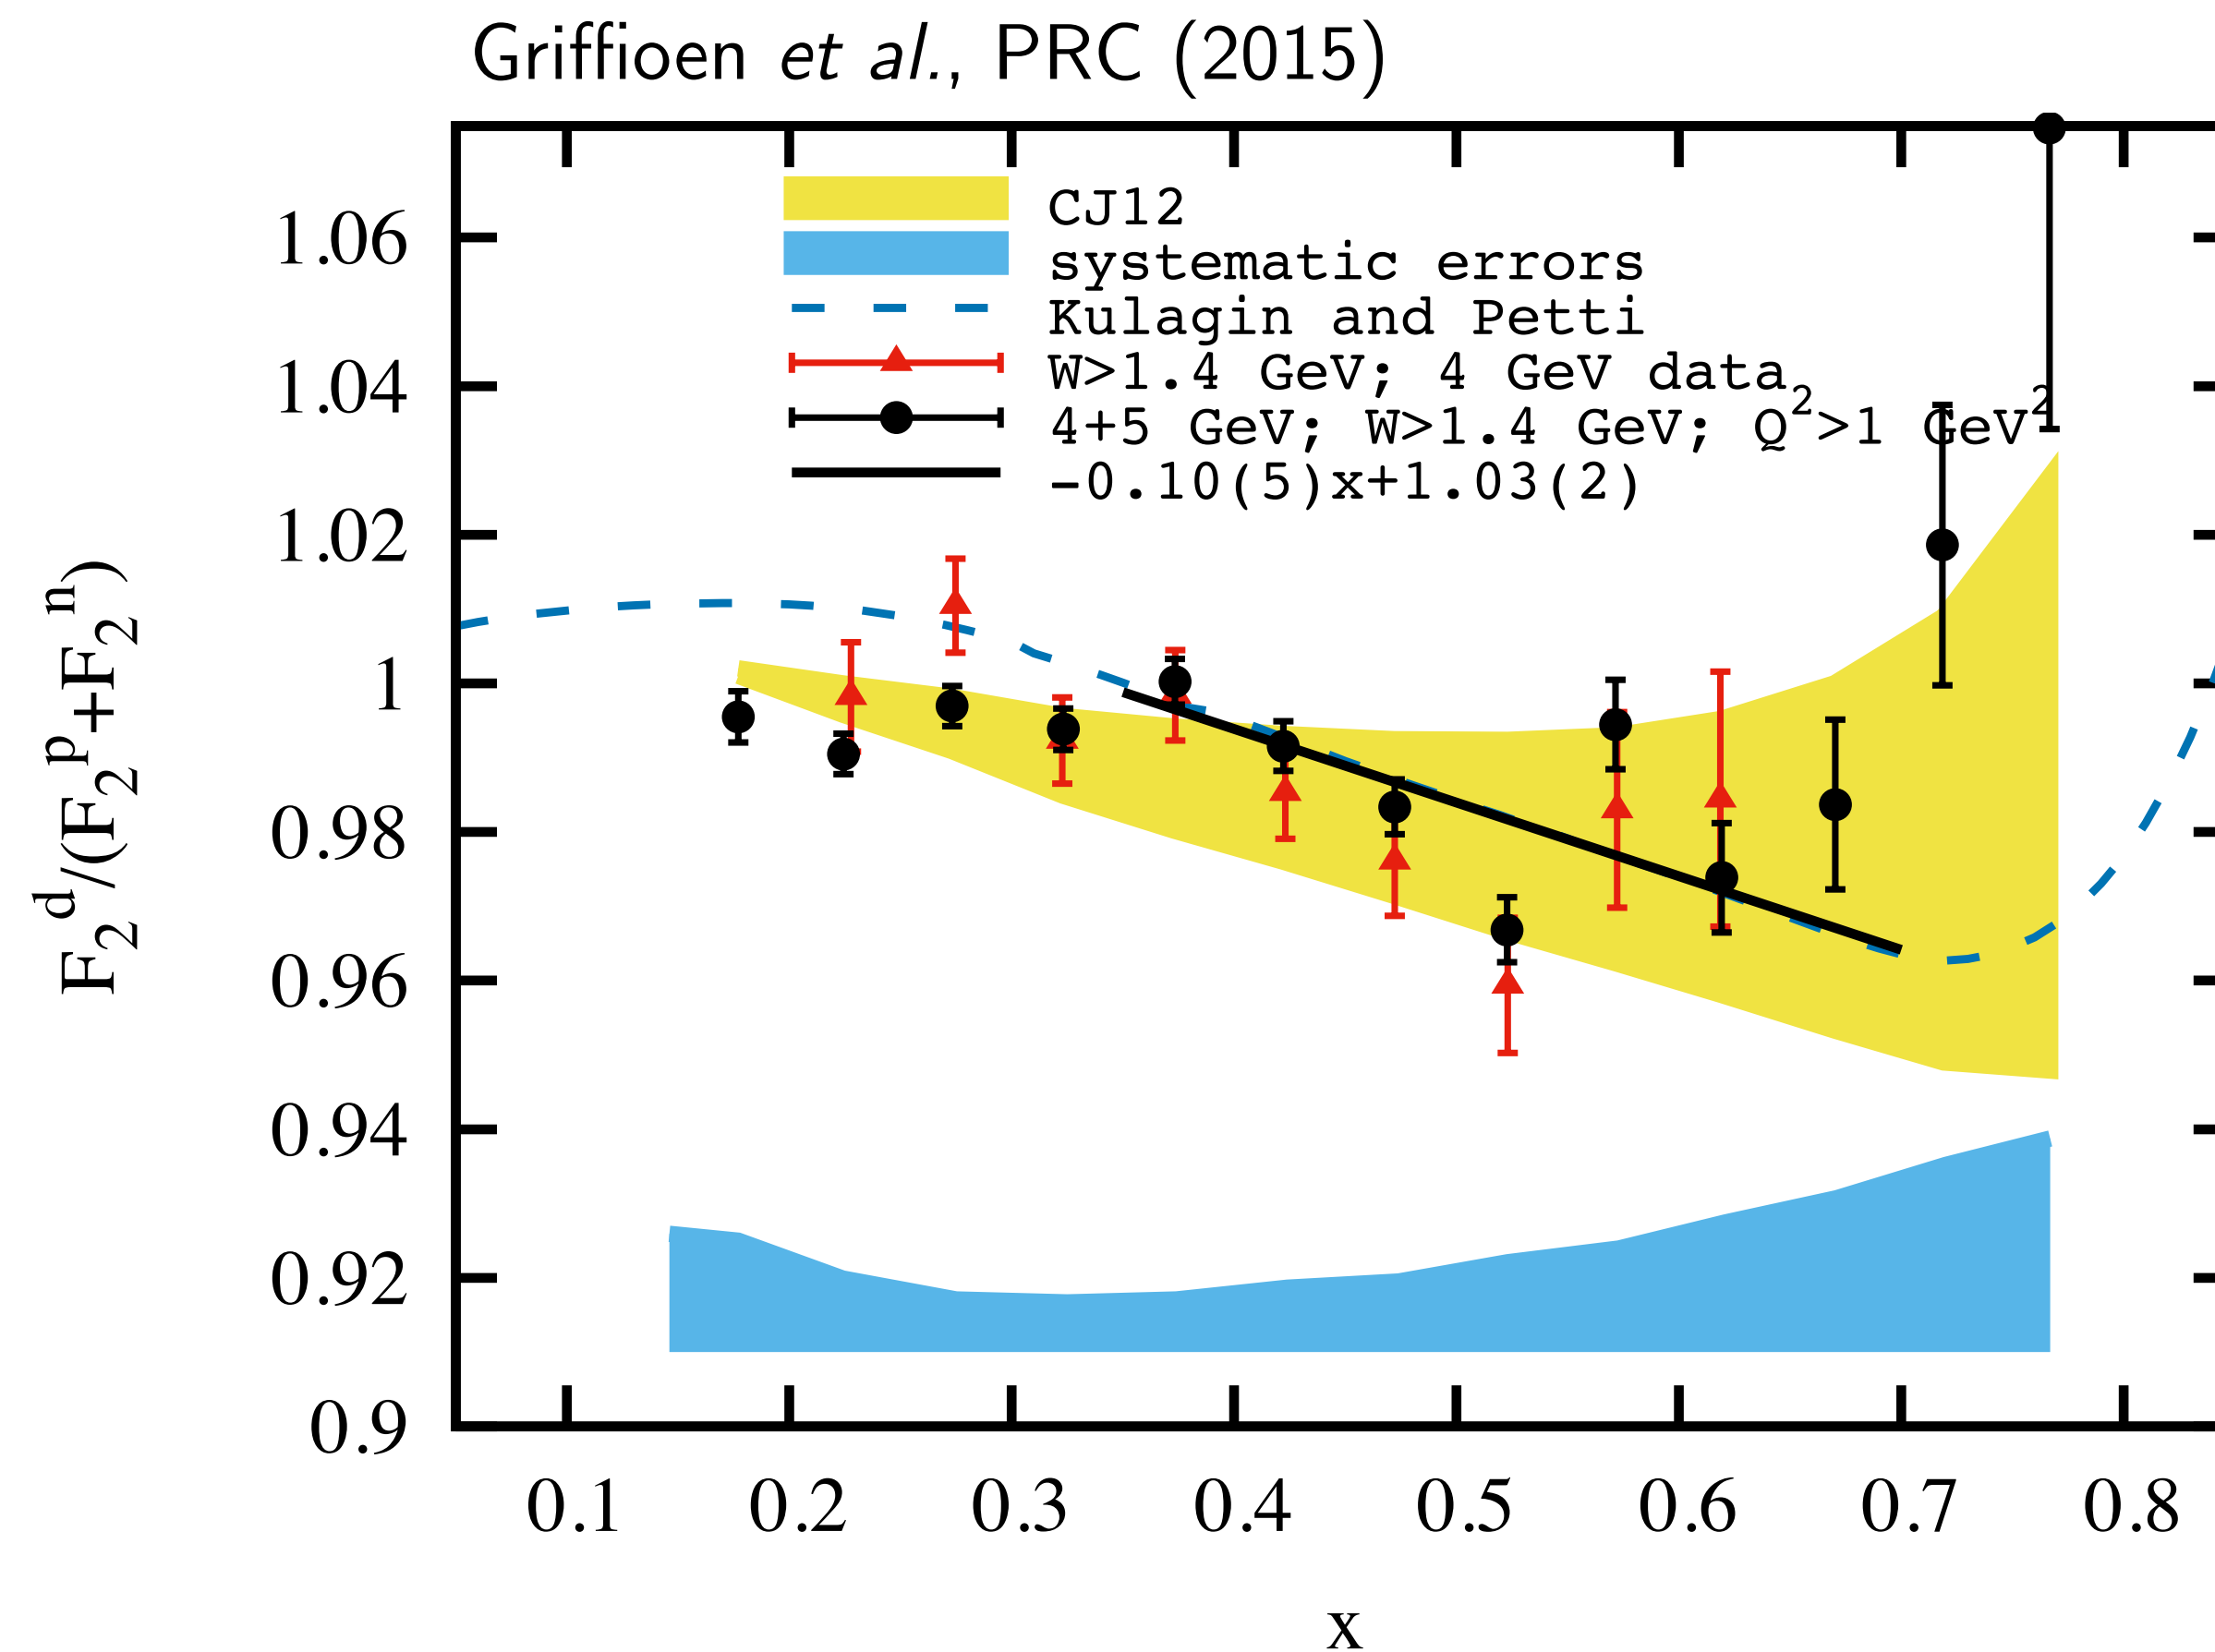 Griffioen et al., PRC (2015)
CJ12
systematic errors
Kulagin and Petti
W>1.4 GeV; 4 GeV data
4+5 GeV; W>1.4 GeV; Q²>1 GeV²
-0.10(5)x+1.03(2)
F₂ᵈ/(F₂ᵖ+F₂ⁿ)
1.06
1.04
1.02
1
0.98
0.96
0.94
0.92
0.9
0.1 0.2 0.3 0.4 0.5 0.6 0.7 0.8
x